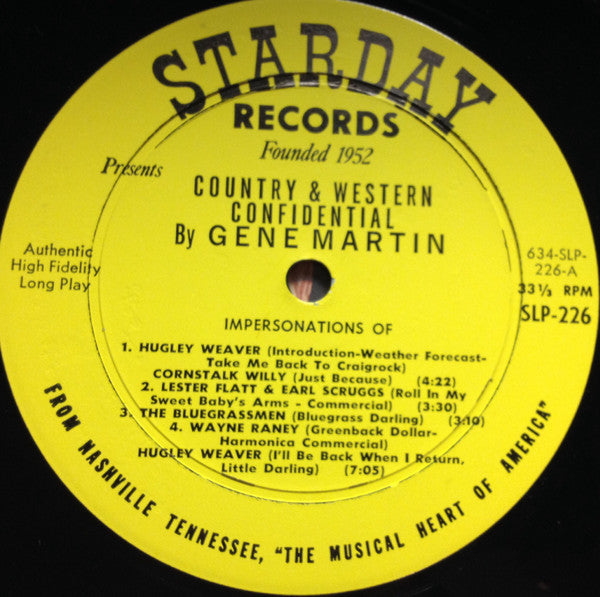 STARDAY
RECORDS
Founded 1952
Presents
COUNTRY & WESTERN
CONFIDENTIAL
By GENE MARTIN
Authentic
High Fidelity
Long Play
634-SLP-
226-A
33⅓ RPM
SLP-226
IMPERSONATIONS OF
1. HUGLEY WEAVER (Introduction-Weather Forecast-
Take Me Back To Craigrock)
CORNSTALK WILLY (Just Because) (4:22)
2. LESTER FLATT & EARL SCRUGGS (Roll In My
Sweet Baby's Arms - Commercial) (3:30)
3. THE BLUEGRASSMEN (Bluegrass Darling) (3:10)
4. WAYNE RANEY (Greenback Dollar-
Harmonica Commercial)
HUGLEY WEAVER (I'll Be Back When I Return,
Little Darling) (7:05)
FROM NASHVILLE TENNESSEE, "THE MUSICAL HEART OF AMERICA"